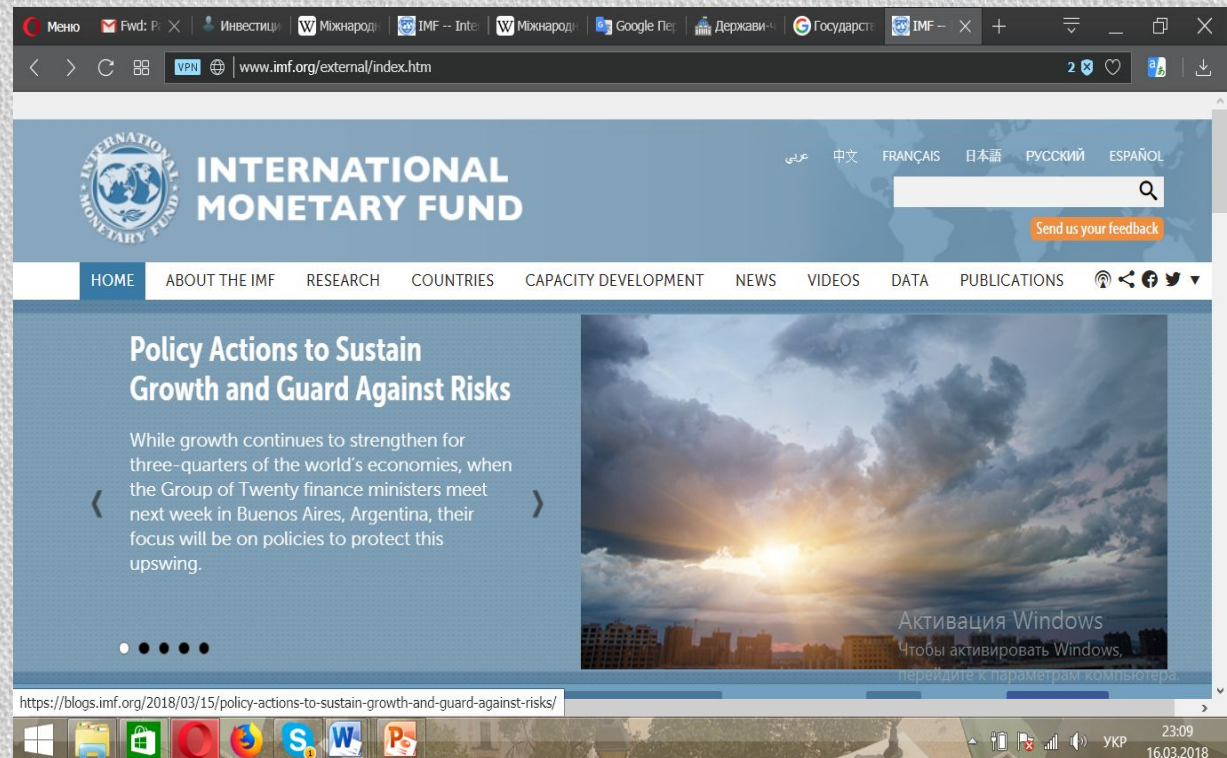 Меню
Fwd: Р
Инвестици
Міжнародн
IMF -- Inte
Міжнародн
Google Пер
Держави-ч
Государств
IMF --
VPN
www.imf.org/external/index.htm
2
INTERNATIONAL MONETARY FUND
INTERNATIONAL
MONETARY FUND
عربي 中文 FRANÇAIS 日本語 РУССКИЙ ESPAÑOL
Send us your feedback
HOME ABOUT THE IMF RESEARCH COUNTRIES CAPACITY DEVELOPMENT NEWS VIDEOS DATA PUBLICATIONS
Policy Actions to Sustain
Growth and Guard Against Risks
While growth continues to strengthen for
three-quarters of the world's economies, when
the Group of Twenty finance ministers meet
next week in Buenos Aires, Argentina, their
focus will be on policies to protect this
upswing.
Активация Windows
Чтобы активировать Windows,
перейдите к параметрам компьютера.
https://blogs.imf.org/2018/03/15/policy-actions-to-sustain-growth-and-guard-against-risks/
УКР
23:09
16.03.2018